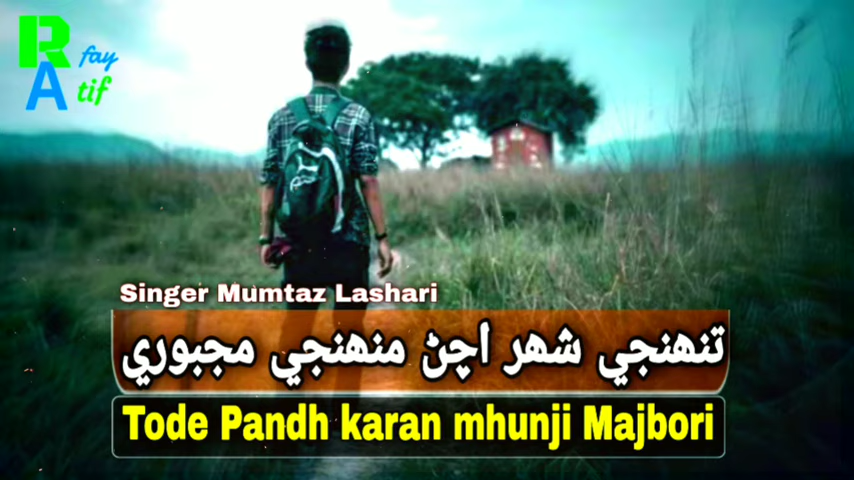 R fay
A tif
Singer Mumtaz Lashari
تنهنجي شهر اچڻ منهنجي مجبوري
Tode Pandh karan mhunji Majbori